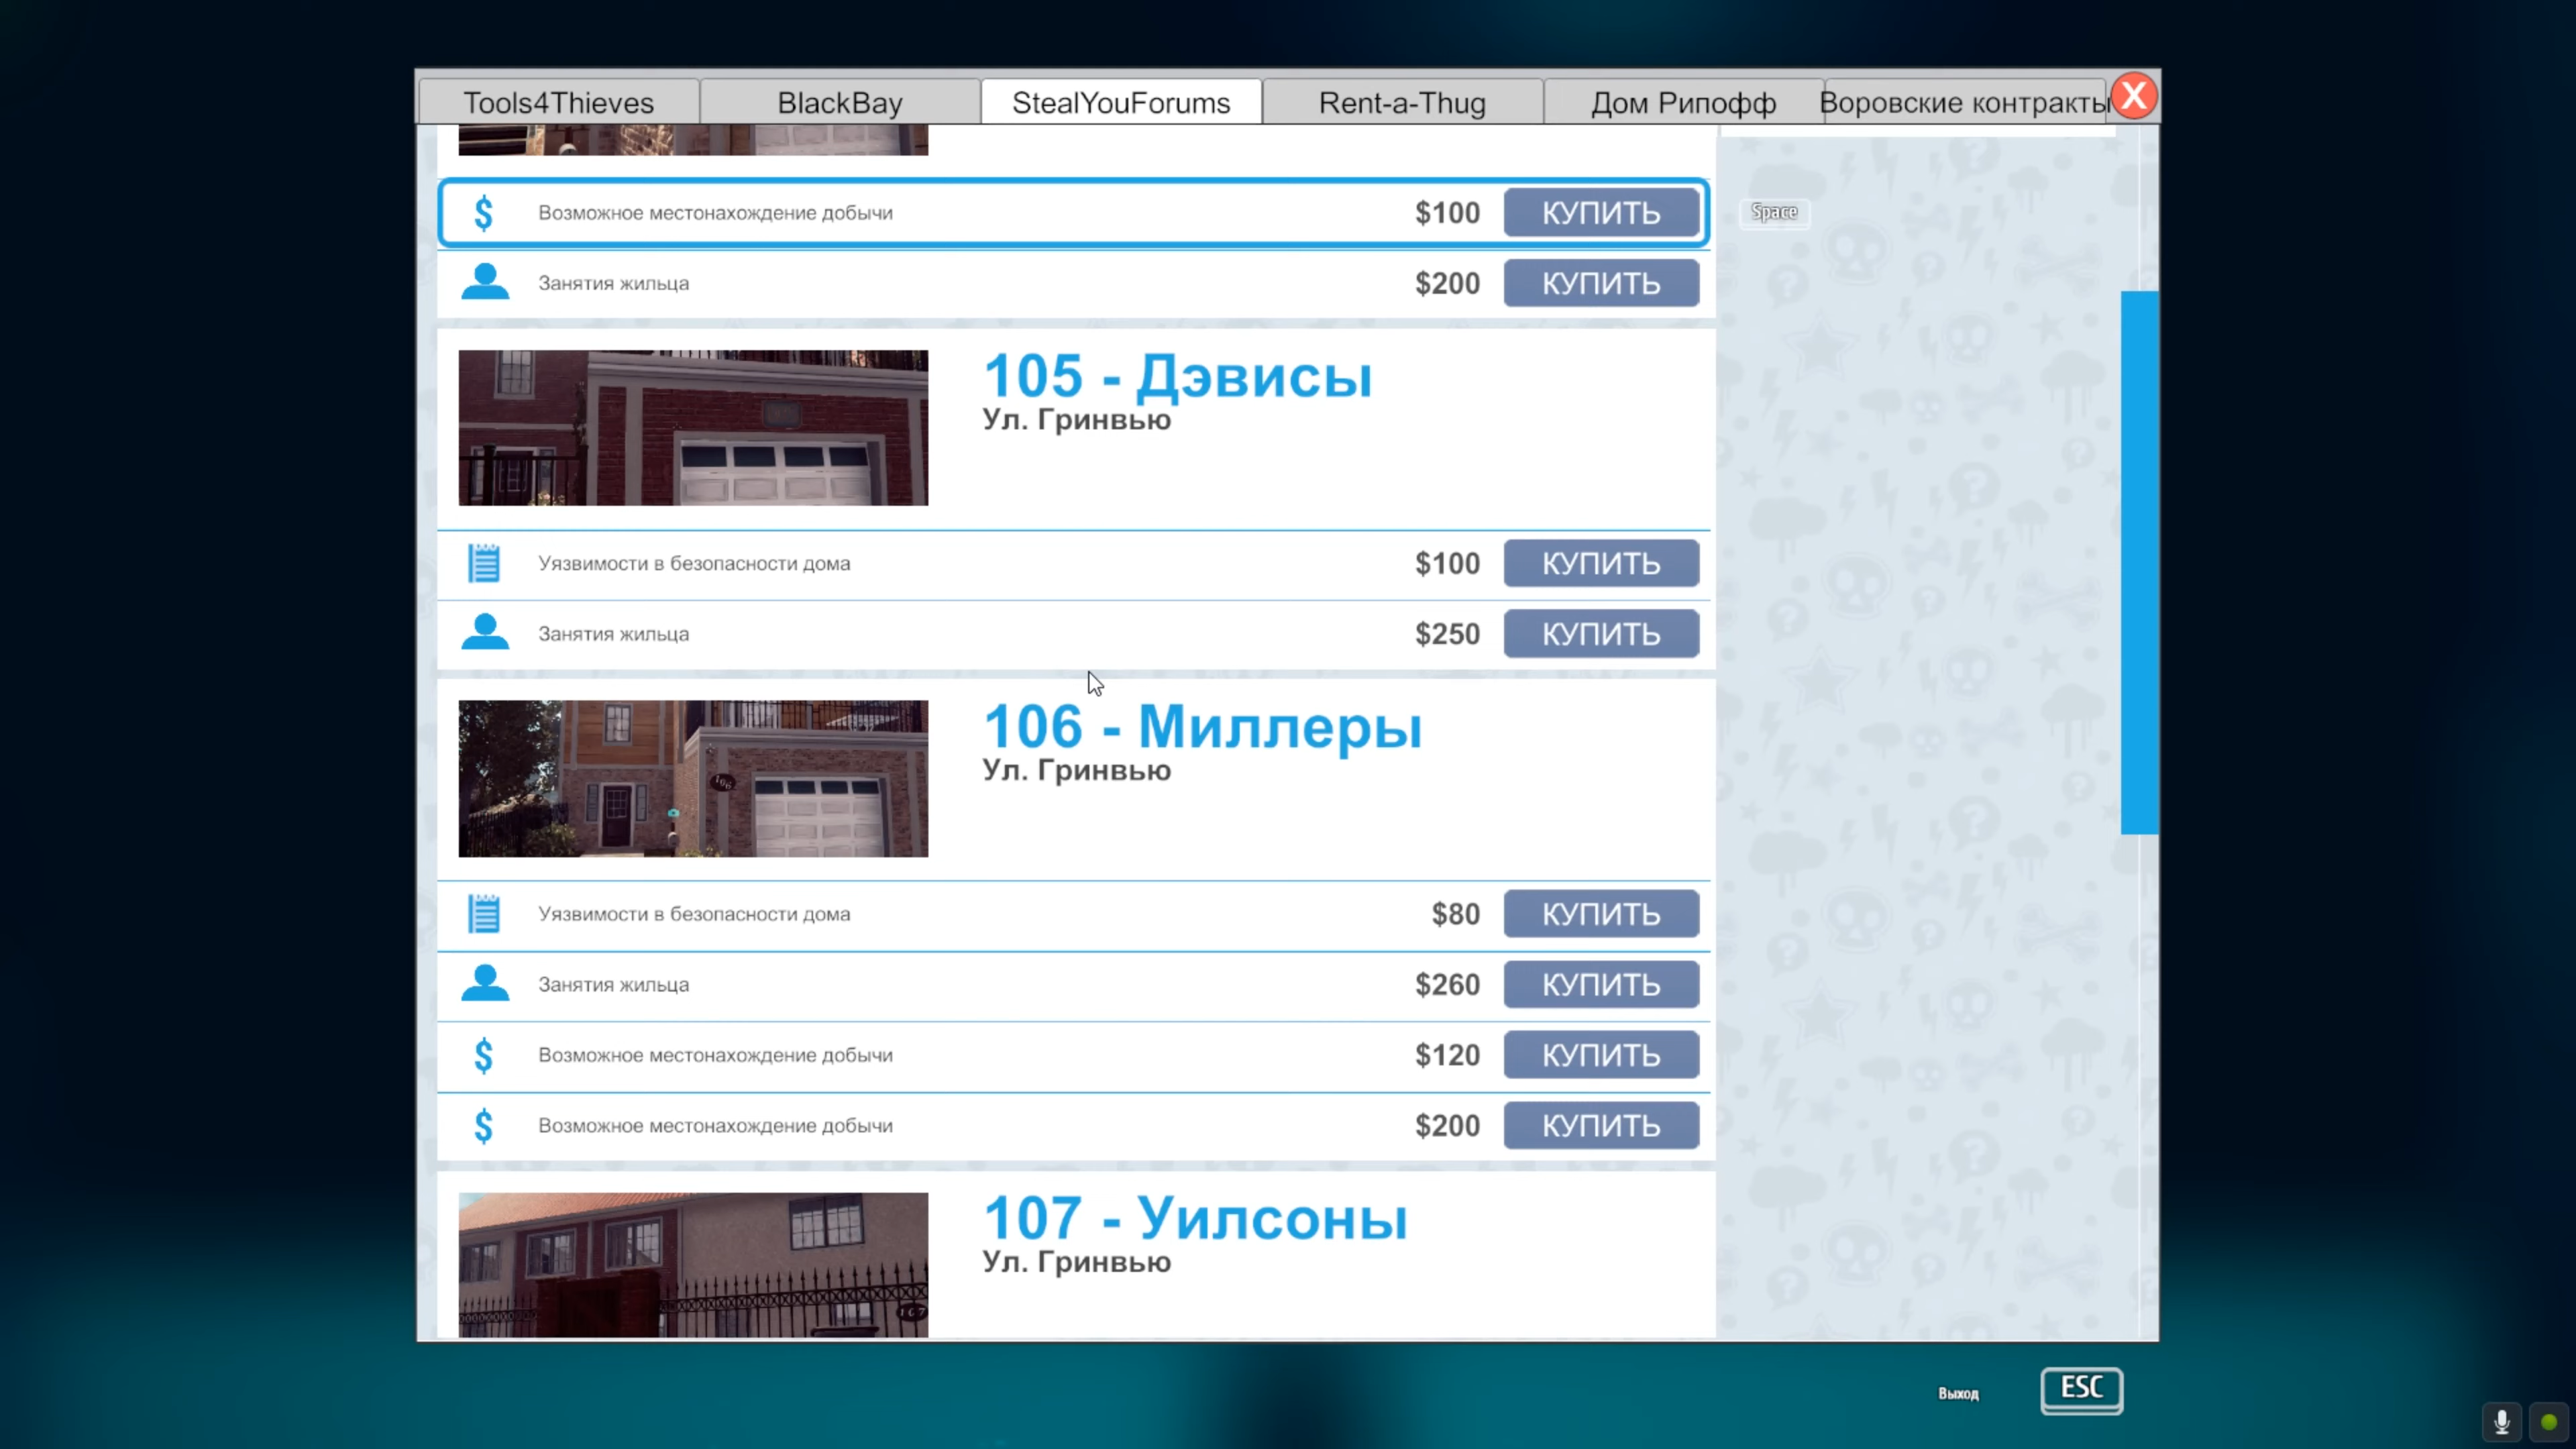 Tools4Thieves
BlackBay
StealYouForums
Rent-a-Thug
Дом Рипофф
Воровские контракты
X
$ Возможное местонахождение добычи $100 КУПИТЬ
Space
Занятия жильца $200 КУПИТЬ
105 - Дэвисы
Ул. Гринвью
Уязвимости в безопасности дома $100 КУПИТЬ
Занятия жильца $250 КУПИТЬ
106
106 - Миллеры
Ул. Гринвью
Уязвимости в безопасности дома $80 КУПИТЬ
Занятия жильца $260 КУПИТЬ
$ Возможное местонахождение добычи $120 КУПИТЬ
$ Возможное местонахождение добычи $200 КУПИТЬ
107 - Уилсоны
Ул. Гринвью
107
Выход ESC